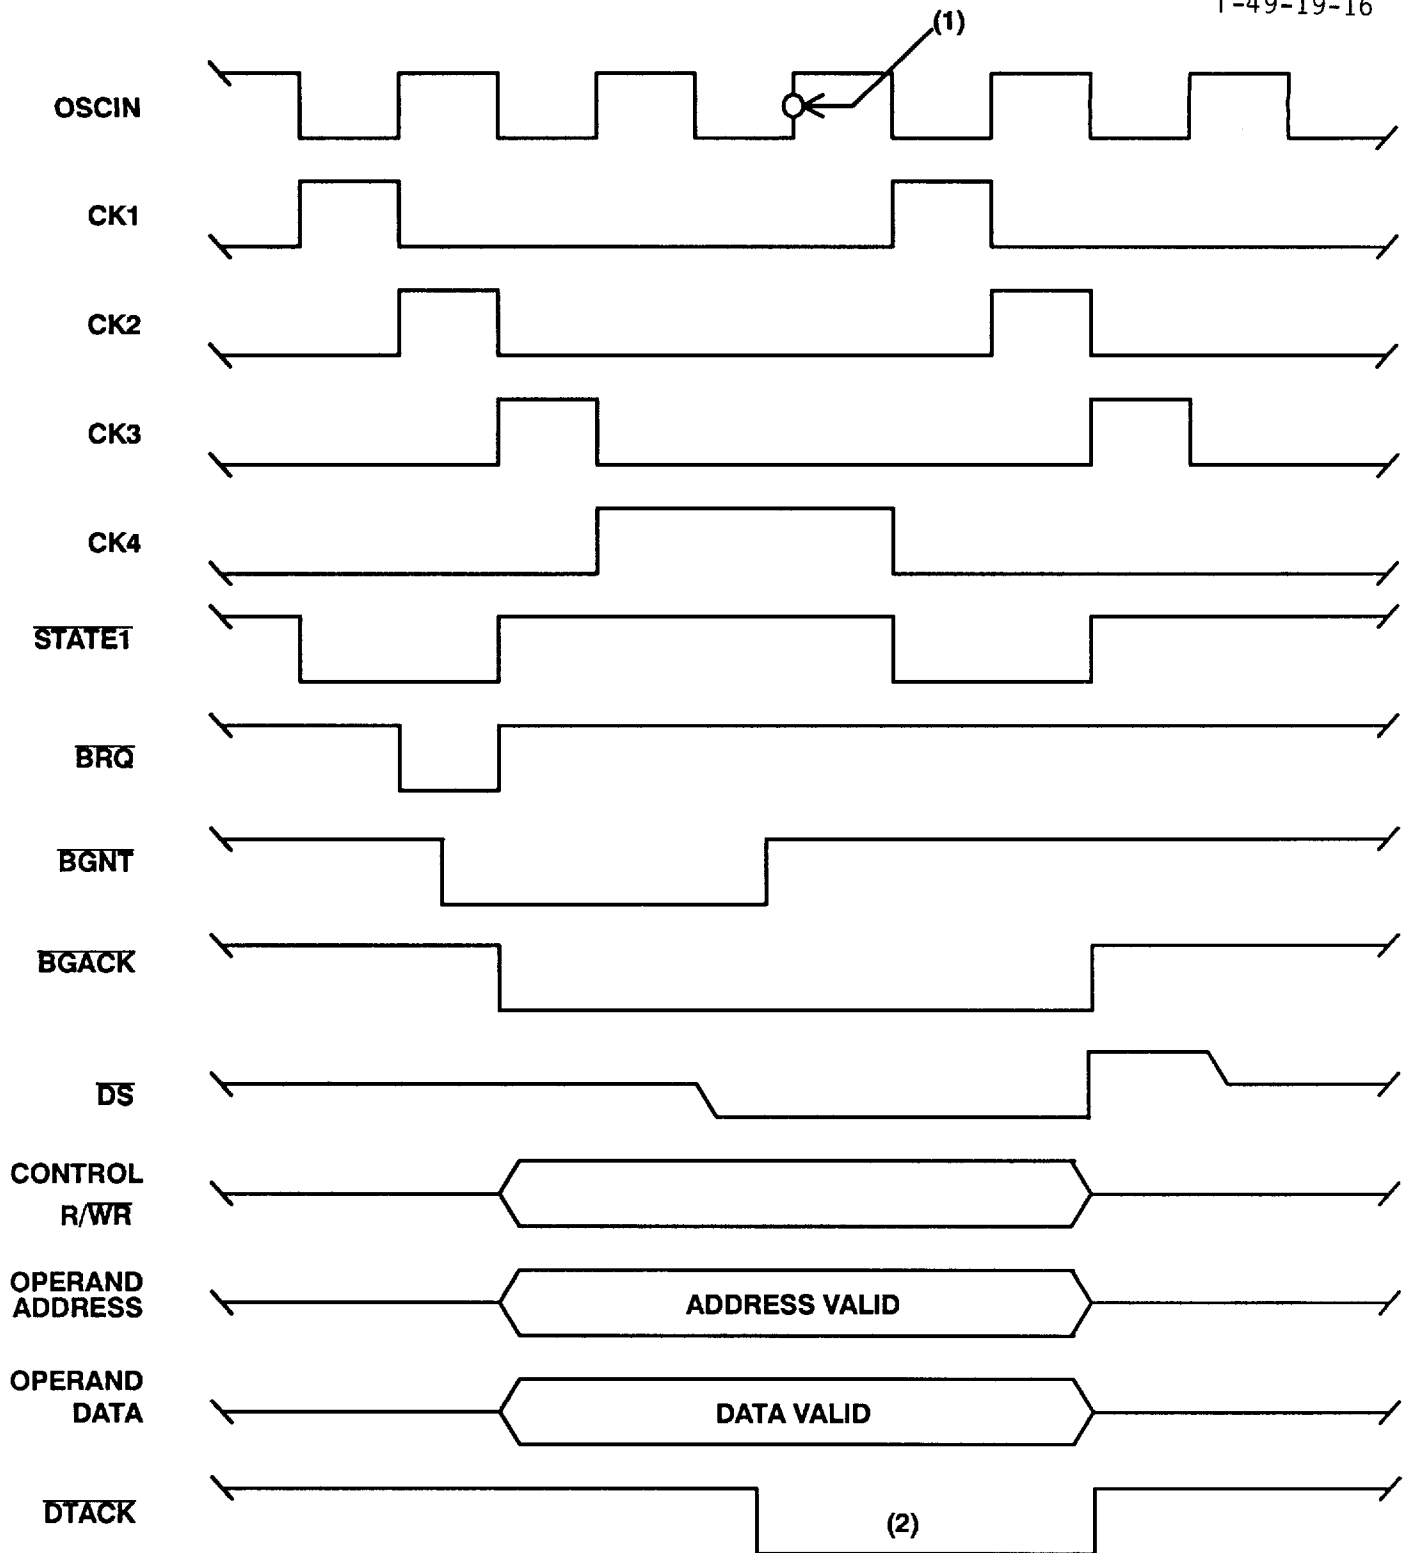 T-49-19-16
(1)
OSCIN
CK1
CK2
CK3
CK4
STATE1
BRQ
BGNT
BGACK
DS
CONTROL
R/WR
OPERAND
ADDRESS
ADDRESS VALID
OPERAND
DATA
DATA VALID
DTACK
(2)